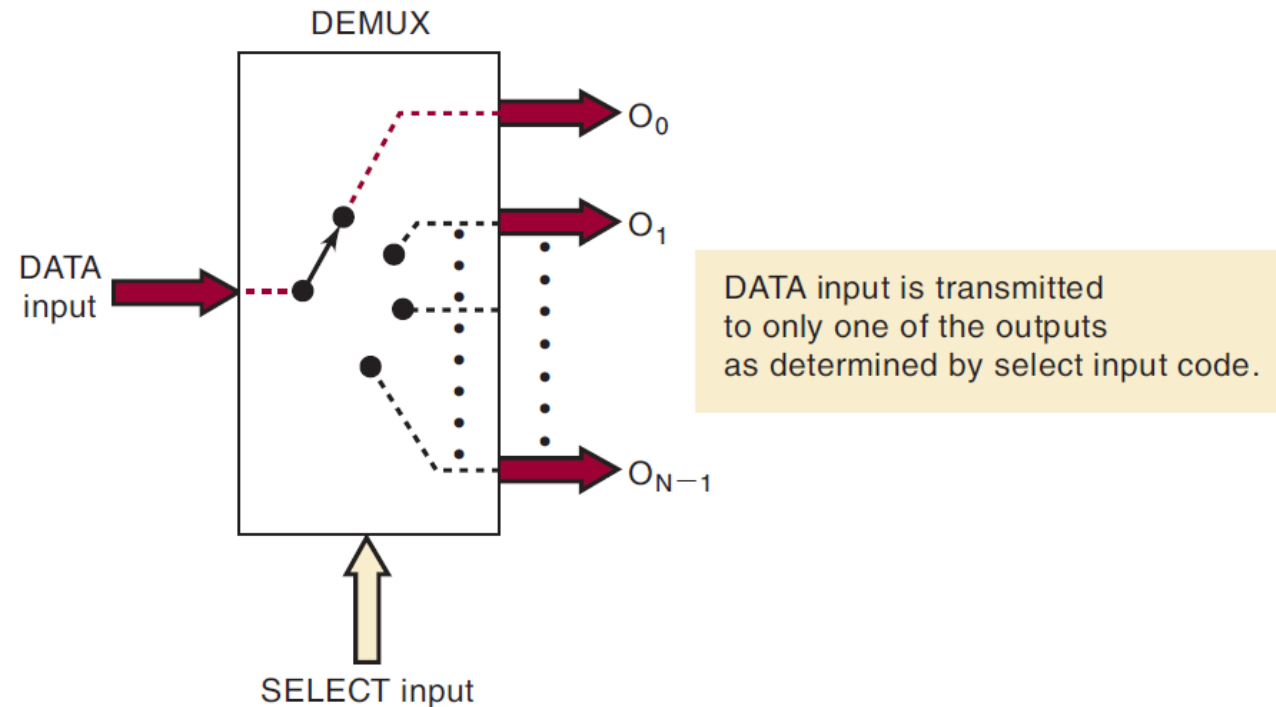 DEMUX
O₀
O₁
DATA
input
DATA input is transmitted
to only one of the outputs
as determined by select input code.
O_{N−1}
SELECT input